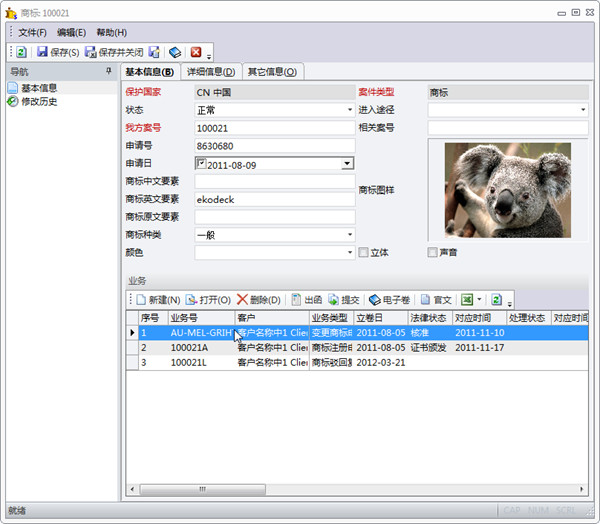 商标: 100021
文件(F) 编辑(E) 帮助(H)
保存(S) 保存并关闭
导航
基本信息
修改历史
基本信息(B) 详细信息(D) 其它信息(O)
保护国家 CN 中国 案件类型 商标
状态 正常 进入途径
我方案号 100021 相关案号
申请号 8630680
申请日 2011-08-09
商标中文要素
商标英文要素 ekodeck
商标图样
商标原文要素
商标种类 一般
颜色 立体 声音
业务
新建(N) 打开(O) 删除(D) 出函 提交 电子卷 官文
序号 业务号 客户 业务类型 立卷日 法律状态 对应时间 处理状态 对应时间
1 AU-MEL-GRIH 客户名称中1 Clien 变更商标 2011-08-05 核准 2011-11-10
2 100021A 客户名称中1 Clien 商标注册申 2011-08-05 证书颁发 2011-11-17
3 100021L 客户名称中1 Clien 商标驳回复 2012-03-21
就绪 CAP NUM SCRL